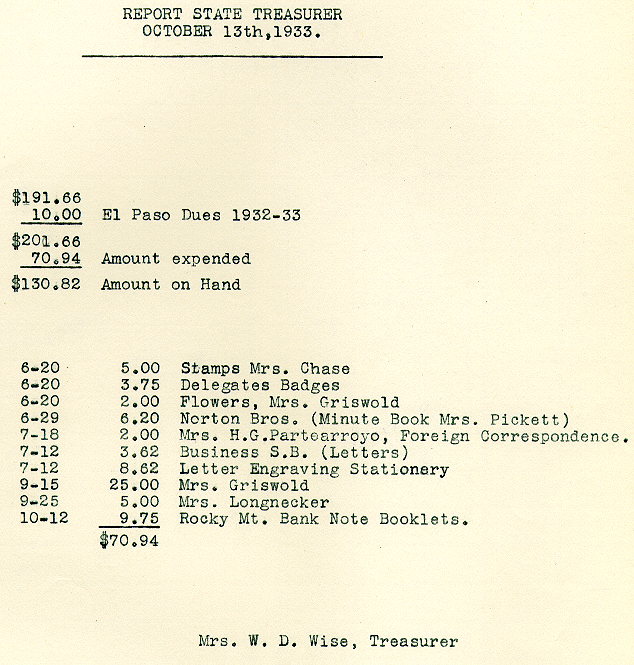 REPORT STATE TREASURER
OCTOBER 13th,1933.
$191.66
10.00 El Paso Dues 1932-33
$201.66
70.94 Amount expended
$130.82 Amount on Hand
6-20 5.00 Stamps Mrs. Chase
6-20 3.75 Delegates Badges
6-20 2.00 Flowers, Mrs. Griswold
6-29 6.20 Norton Bros. (Minute Book Mrs. Pickett)
7-18 2.00 Mrs. H.G.Partearroyo, Foreign Correspondence.
7-12 3.62 Business S.B. (Letters)
7-12 8.62 Letter Engraving Stationery
9-15 25.00 Mrs. Griswold
9-25 5.00 Mrs. Longnecker
10-12 9.75 Rocky Mt. Bank Note Booklets.
$70.94
Mrs. W. D. Wise, Treasurer